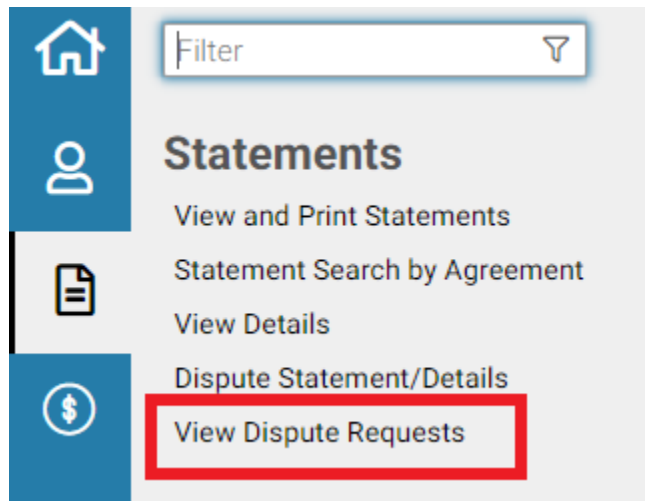 Filter
Statements
View and Print Statements
Statement Search by Agreement
View Details
Dispute Statement/Details
View Dispute Requests
$